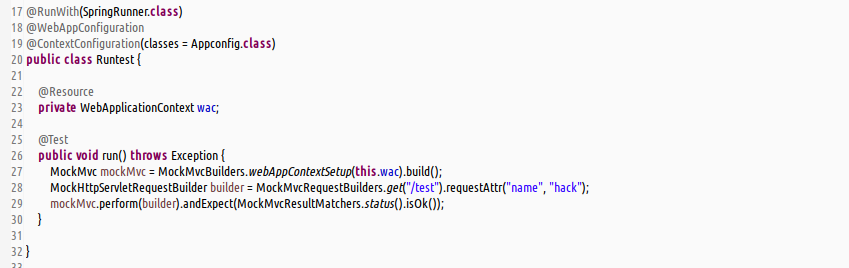 17 @RunWith(SpringRunner.class)
18 @WebAppConfiguration
19 @ContextConfiguration(classes = Appconfig.class)
20 public class Runtest {
21
22 @Resource
23 private WebApplicationContext wac;
24
25 @Test
26 public void run() throws Exception {
27 MockMvc mockMvc = MockMvcBuilders.webAppContextSetup(this.wac).build();
28 MockHttpServletRequestBuilder builder = MockMvcRequestBuilders.get("/test").requestAttr("name", "hack");
29 mockMvc.perform(builder).andExpect(MockMvcResultMatchers.status().isOk());
30 }
31
32 }
33